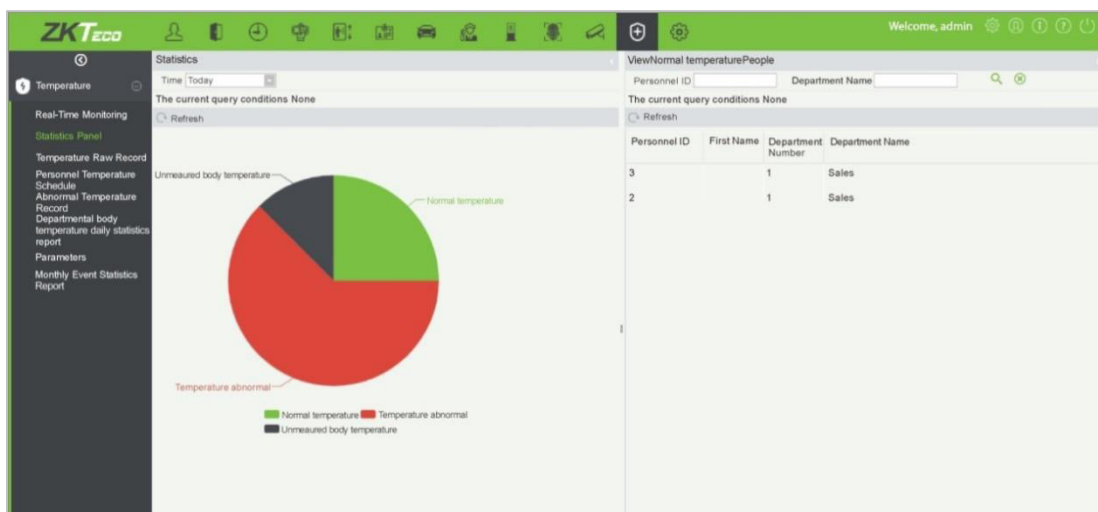 ZKTECO
Welcome, admin
Temperature
Real-Time Monitoring
Statistics Panel
Temperature Raw Record
Personnel Temperature
Schedule
Abnormal Temperature
Record
Departmental body
temperature daily statistics
report
Parameters
Monthly Event Statistics
Report
Statistics
Time Today
The current query conditions None
Refresh
Unmeaured body temperature
Normal temperature
Temperature abnormal
Normal temperature Temperature abnormal
Unmeaured body temperature
ViewNormal temperaturePeople
Personnel ID Department Name
The current query conditions None
Refresh
Personnel ID First Name Department Number Department Name
3 1 Sales
2 1 Sales